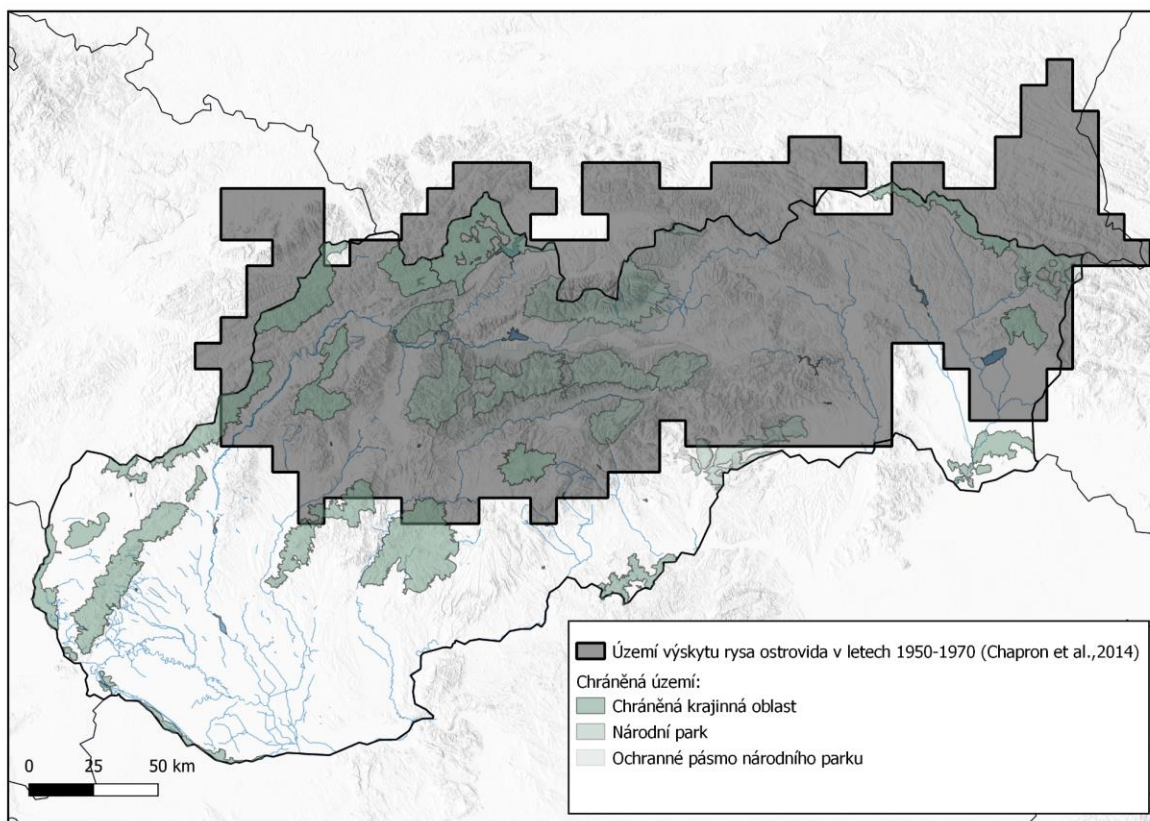 Území výskytu rysa ostrovida v letech 1950-1970 (Chapron et al.,2014)
Chráněná území:
Chráněná krajinná oblast
Národní park
Ochranné pásmo národního parku
0 25 50 km